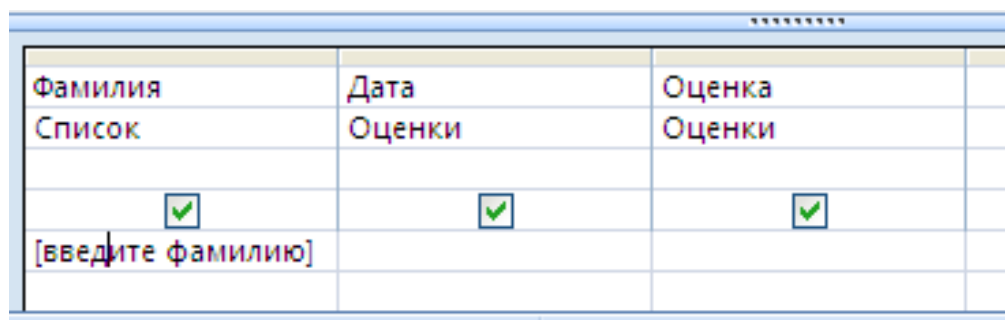 Фамилия Дата Оценка
Список Оценки Оценки
[введите фамилию]